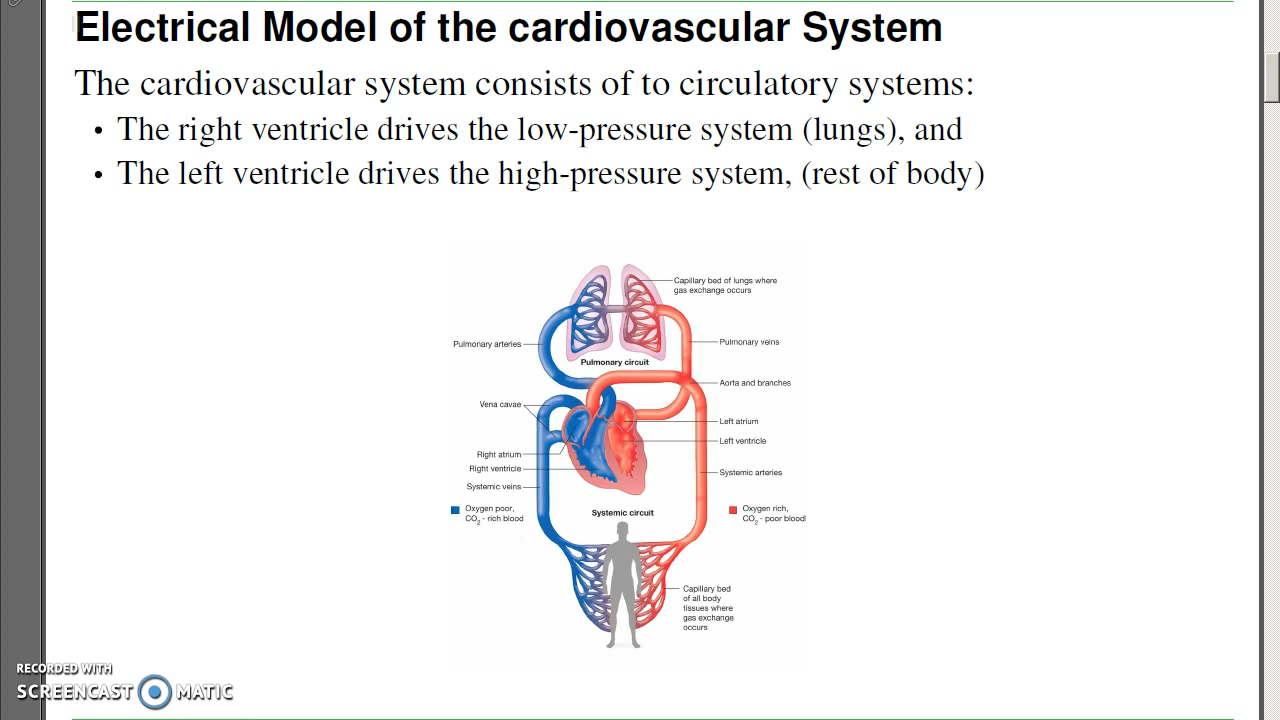 Electrical Model of the cardiovascular System
The cardiovascular system consists of to circulatory systems:
• The right ventricle drives the low-pressure system (lungs), and
• The left ventricle drives the high-pressure system, (rest of body)
Capillary bed of lungs where
gas exchange occurs
Pulmonary arteries
Pulmonary veins
Pulmonary circuit
Aorta and branches
Vena cavae
Left atrium
Left ventricle
Right atrium
Right ventricle
Systemic arteries
Systemic veins
Oxygen poor,
CO2 - rich blood
Systemic circuit
Oxygen rich,
CO2 - poor blood
Capillary bed
of all body
tissues where
gas exchange
occurs
RECORDED WITH
SCREENCAST MATIC